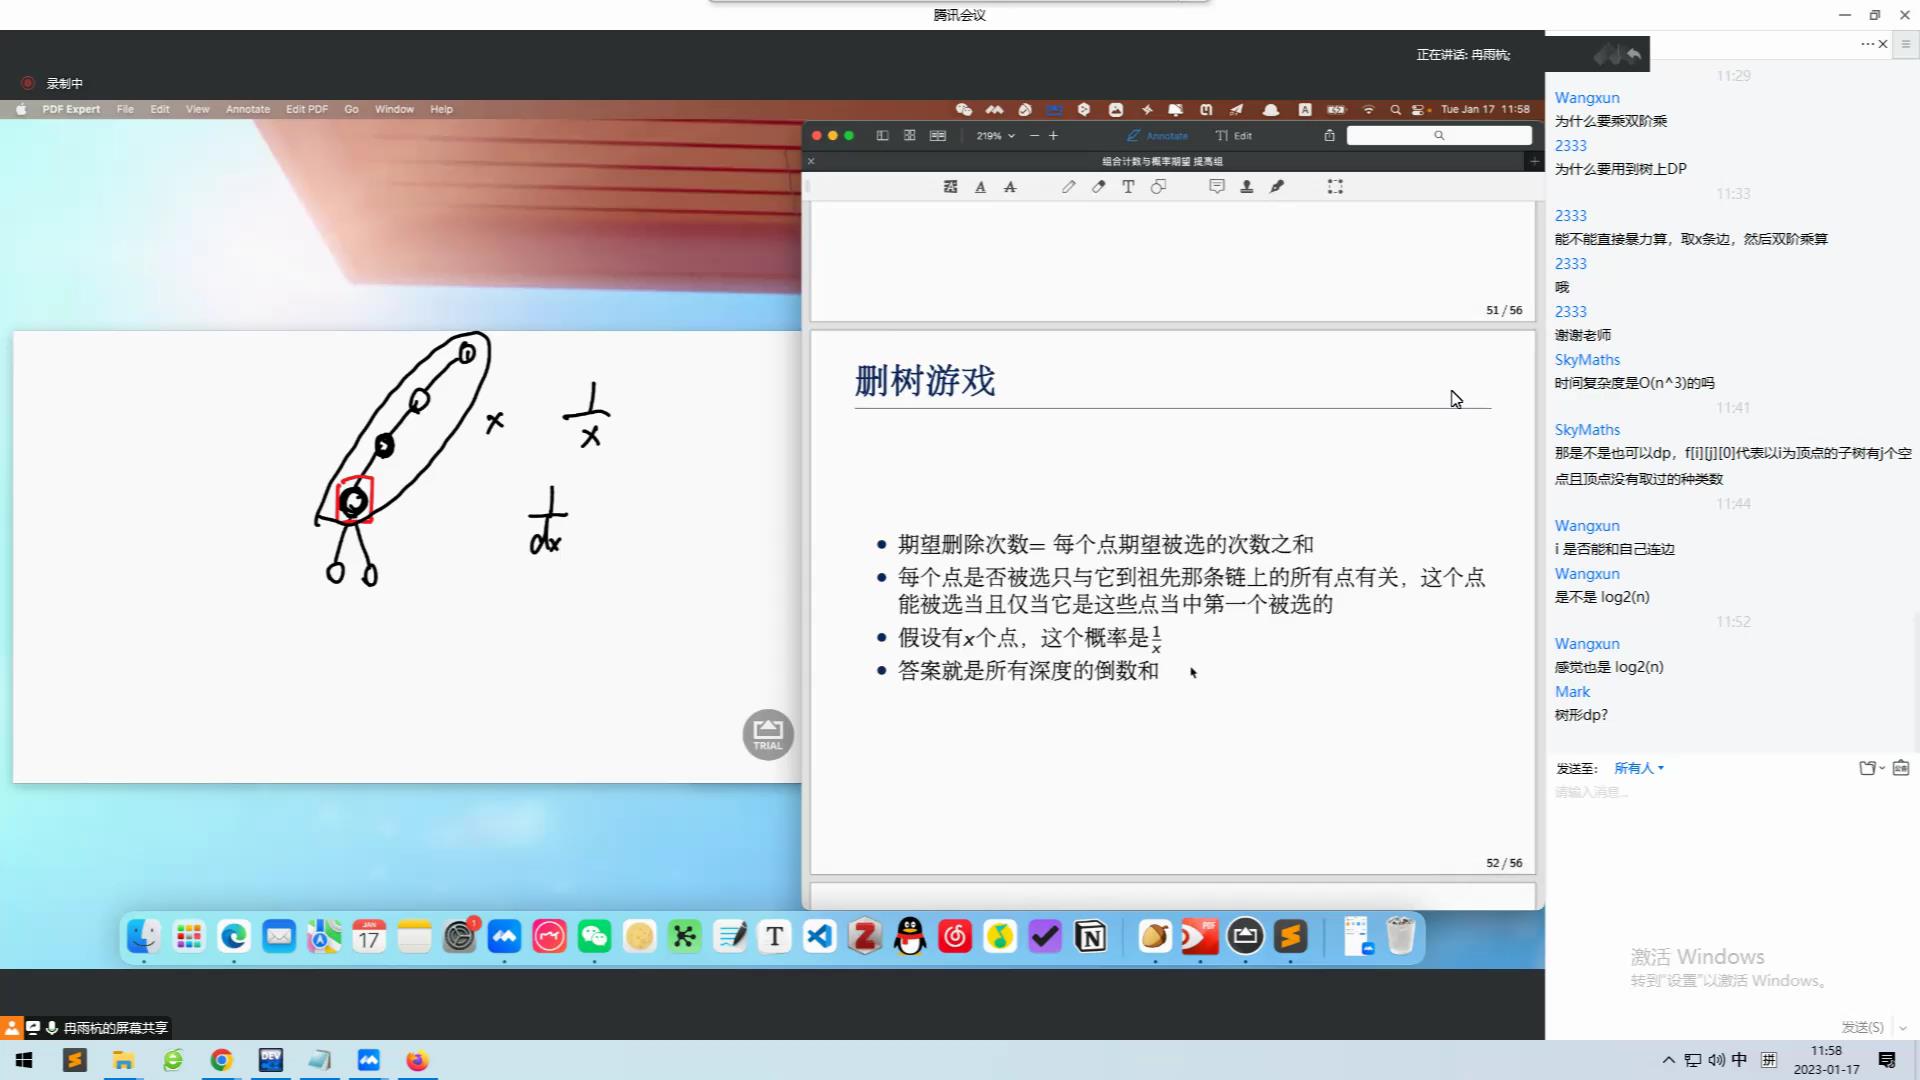 腾讯会议
正在讲话: 冉雨杭;
录制中
PDF Expert File Edit View Annotate Edit PDF Go Window Help
Tue Jan 17 11:58
219%
Annotate
Edit
组合计数与概率期望 提高组
51 / 56
删树游戏
期望删除次数= 每个点期望被选的次数之和
每个点是否被选只与它到祖先那条链上的所有点有关，这个点
能被选当且仅当它是这些点当中第一个被选的
假设有x个点，这个概率是1/x
答案就是所有深度的倒数和
52 / 56
x
1/x
1/dx
TRIAL
JAN
17
冉雨杭的屏幕共享
11:29
Wangxun
为什么要乘双阶乘
2333
为什么要用到树上DP
11:33
2333
能不能直接暴力算，取x条边，然后双阶乘算
2333
哦
2333
谢谢老师
SkyMaths
时间复杂度是O(n^3)的吗
11:41
SkyMaths
那是不是也可以dp，f[i][j][0]代表以i为顶点的子树有j个空
点且顶点没有取过的种类数
11:44
Wangxun
i 是否能和自己连边
Wangxun
是不是 log2(n)
11:52
Wangxun
感觉也是 log2(n)
Mark
树形dp?
发送至: 所有人
请输入消息...
激活 Windows
转到"设置"以激活 Windows。
发送(S)
中
拼
11:58
2023-01-17